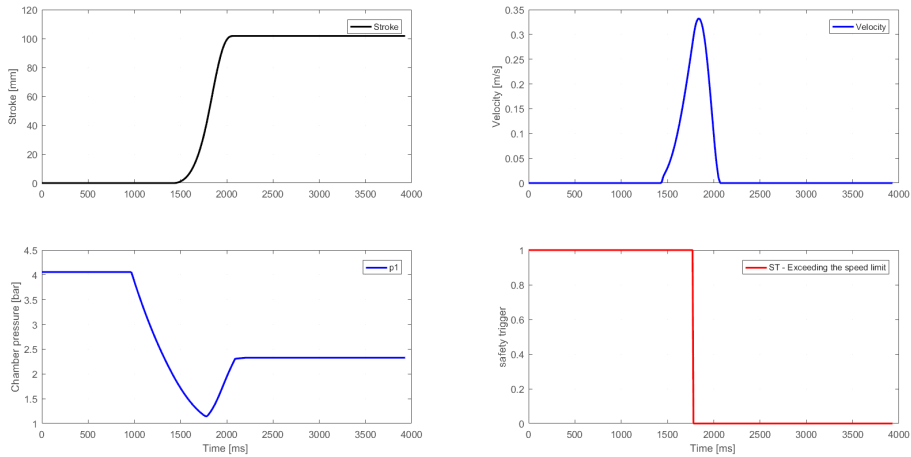 120
100
80
60
40
20
0
Stroke [mm]
Stroke
0 500 1000 1500 2000 2500 3000 3500 4000
0.35
0.3
0.25
0.2
0.15
0.1
0.05
0
Velocity [m/s]
Velocity
0 500 1000 1500 2000 2500 3000 3500 4000
4.5
4
3.5
3
2.5
2
1.5
1
Chamber pressure [bar]
p1
0 500 1000 1500 2000 2500 3000 3500 4000
Time [ms]
1
0.8
0.6
0.4
0.2
0
safety trigger
ST - Exceeding the speed limit
0 500 1000 1500 2000 2500 3000 3500 4000
Time [ms]